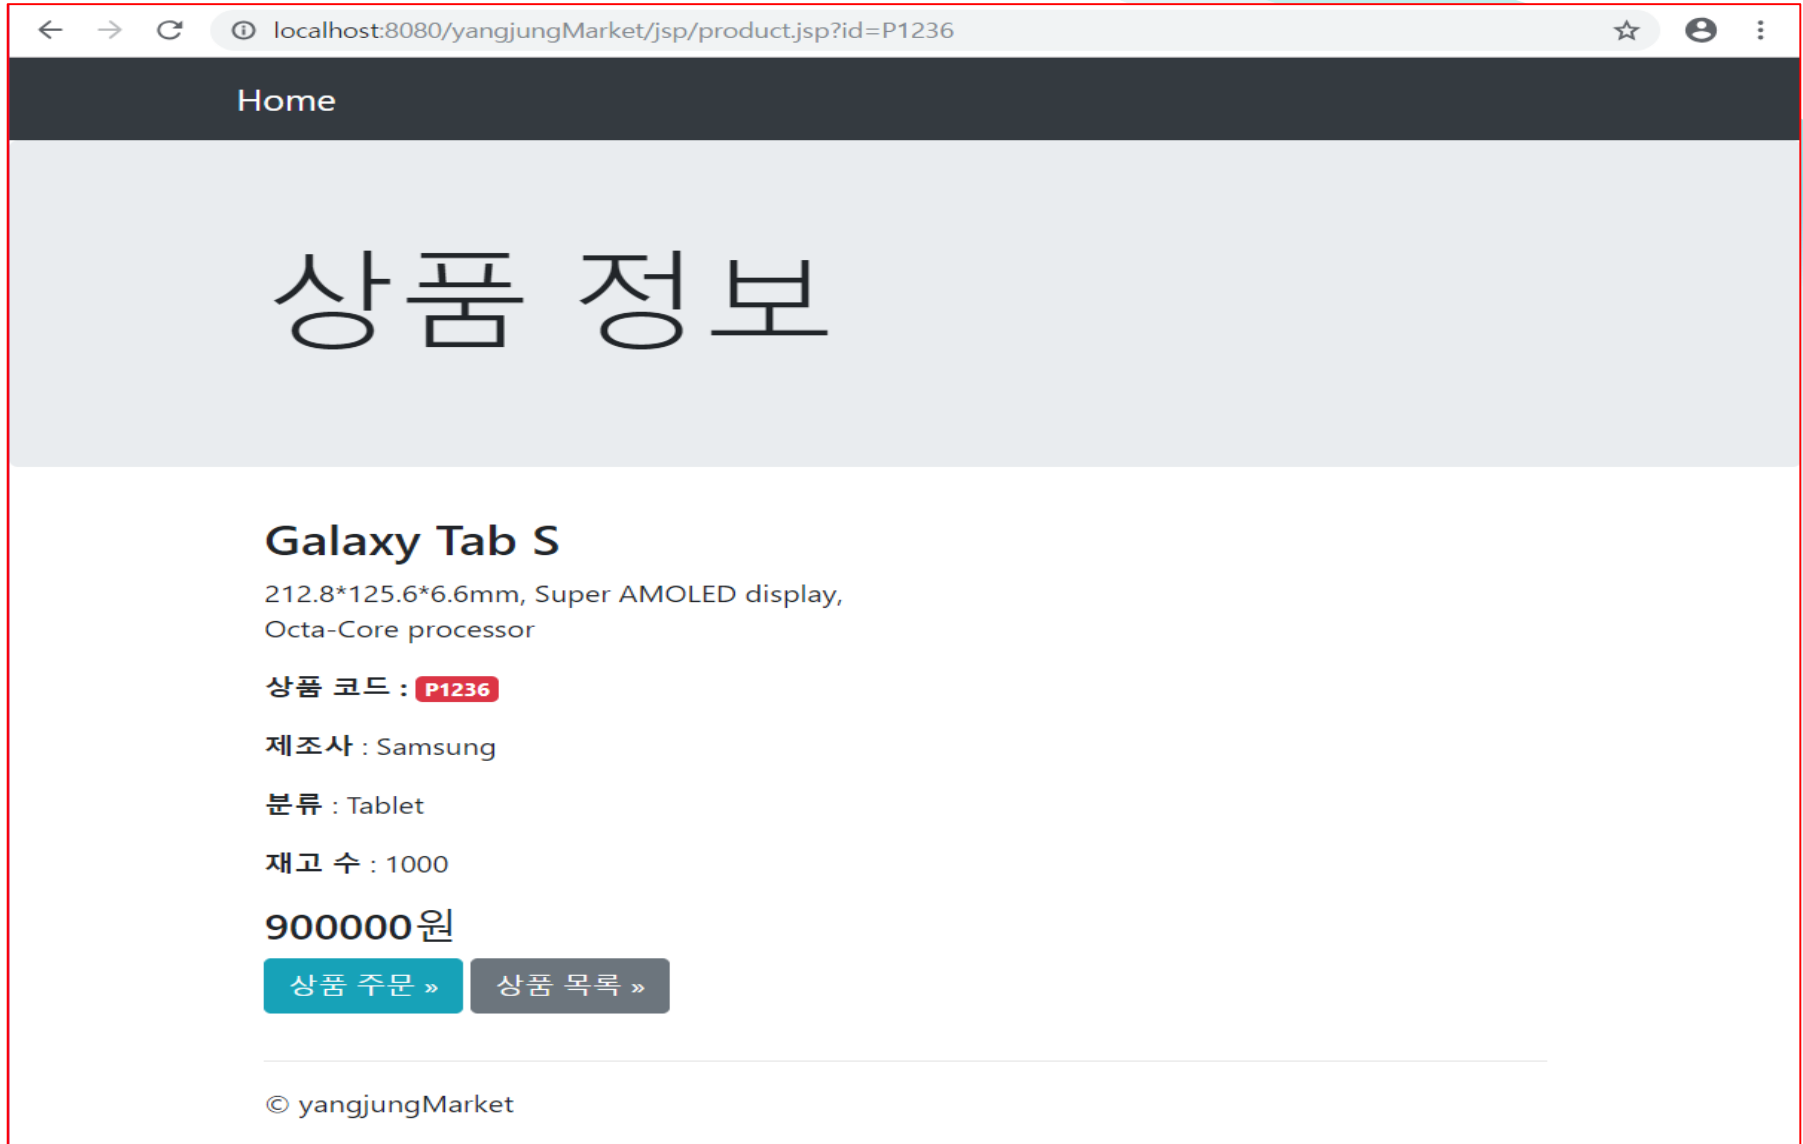 localhost:8080/yangjungMarket/jsp/product.jsp?id=P1236
Home
상품 정보
Galaxy Tab S
212.8*125.6*6.6mm, Super AMOLED display,
Octa-Core processor
상품 코드 : P1236
제조사 : Samsung
분류 : Tablet
재고 수 : 1000
900000원
상품 주문 » 상품 목록 »
© yangjungMarket